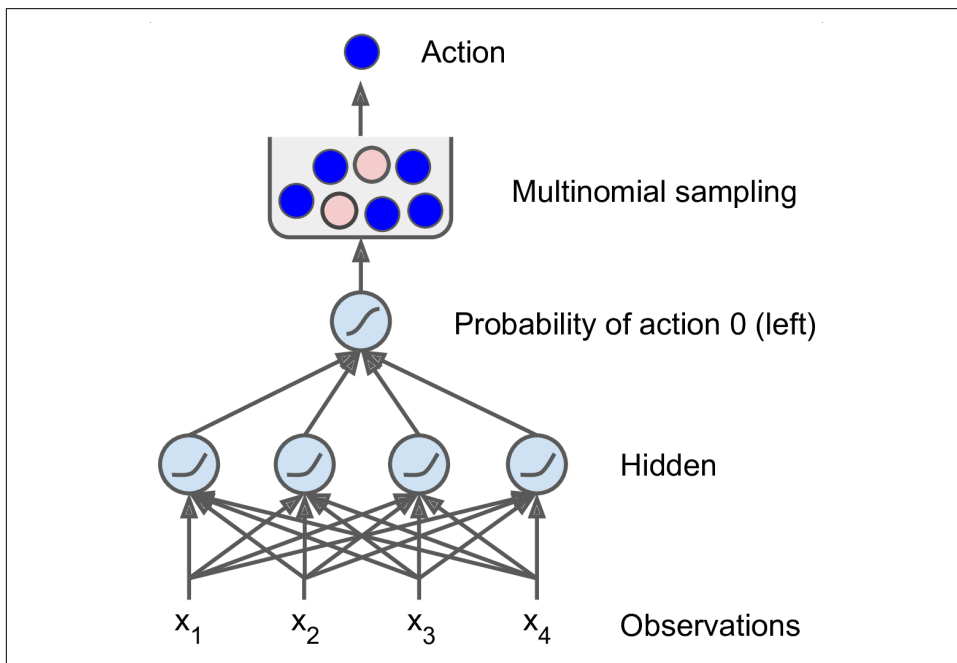 Action
Multinomial sampling
Probability of action 0 (left)
Hidden
x1 x2 x3 x4 Observations